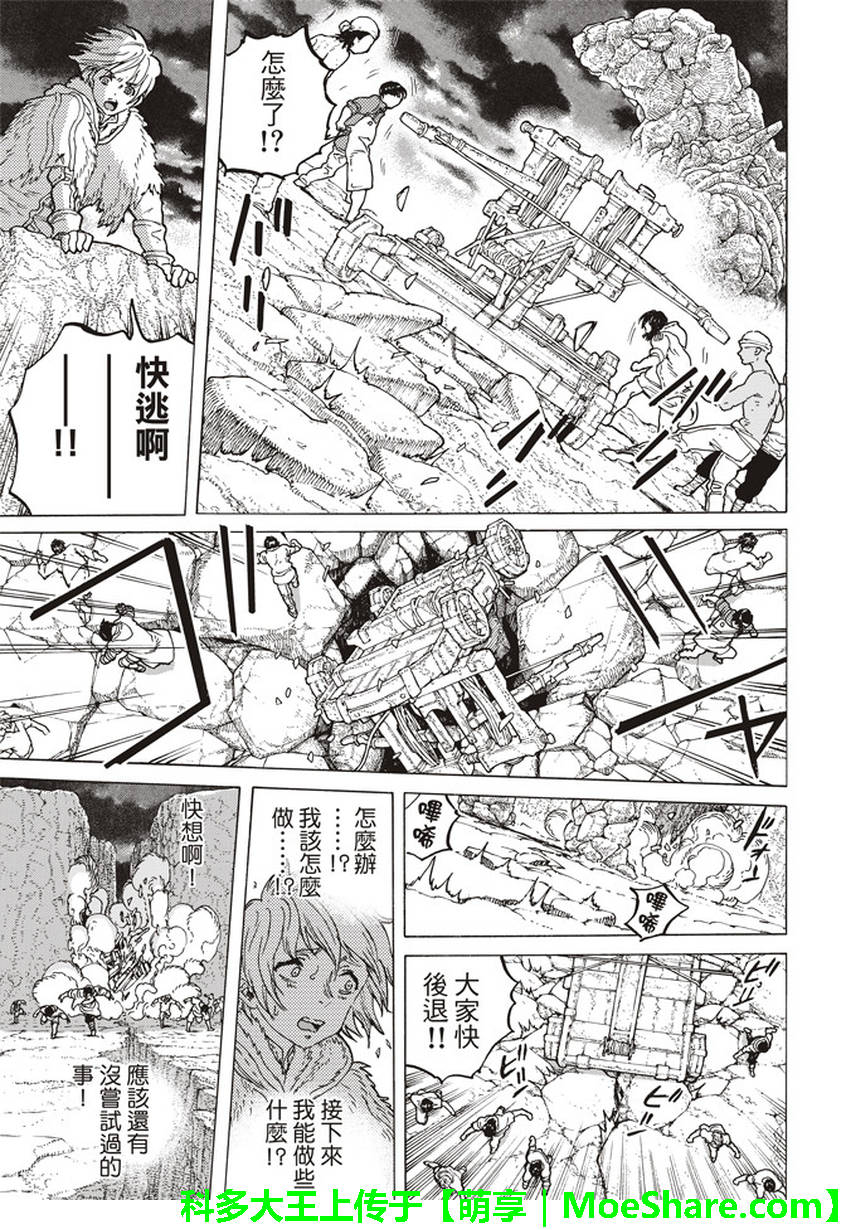 怎麼了!?
快逃啊
——!!
嗶唏
嗶唏
大家快
後退!!
怎麼辦
……!?
我該怎麼
做……!?
接下來
我能做些
什麼!?
快想啊！
應該還有
沒嘗試過的
事！
科多大王上传于【萌享｜MoeShare.com】